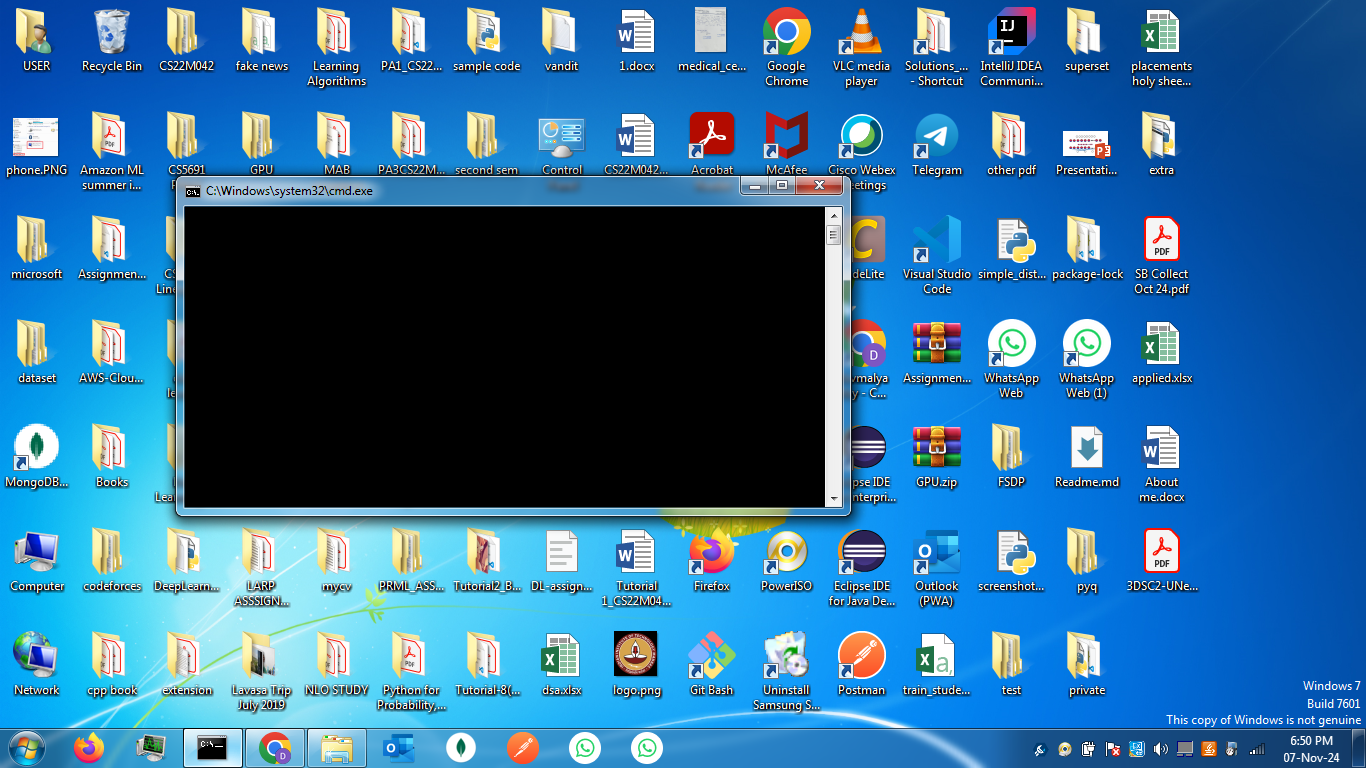 USER
Recycle Bin
CS22M042
fake news
Learning
Algorithms
PA1_CS22...
sample code
vandit
1.docx
medical_ce...
Google
Chrome
VLC media
player
Solutions_...
- Shortcut
IntelliJ IDEA
Communi...
superset
placements
holy shee...
phone.PNG
Amazon ML
summer i...
CS5691
GPU
MAB
PA3CS22M...
second sem
Control
CS22M042...
Acrobat
McAfee
Cisco Webex
etings
Telegram
other pdf
Presentati...
extra
C:\Windows\system32\cmd.exe
microsoft
Assignmen...
deLite
Visual Studio
Code
simple_dist...
package-lock
SB Collect
Oct 24.pdf
dataset
AWS-Clou...
vmalya
y - C...
Assignmen...
WhatsApp
Web
WhatsApp
Web (1)
applied.xlsx
MongoDB...
Books
pse IDE
nterpri...
GPU.zip
FSDP
Readme.md
About
me.docx
Computer
codeforces
DeepLearn...
LARP
ASSSIGN...
mycv
PRML_ASS...
Tutorial2_B...
DL-assign...
Tutorial
1_CS22M04...
Firefox
PowerISO
Eclipse IDE
for Java De...
Outlook
(PWA)
screenshot...
pyq
3DSC2-UNe...
Network
cpp book
extension
Lavasa Trip
July 2019
NLO STUDY
Python for
Probability,...
Tutorial-8(...
dsa.xlsx
logo.png
Git Bash
Uninstall
Samsung S...
Postman
train_stude...
test
private
Windows 7
Build 7601
This copy of Windows is not genuine
6:50 PM
07-Nov-24